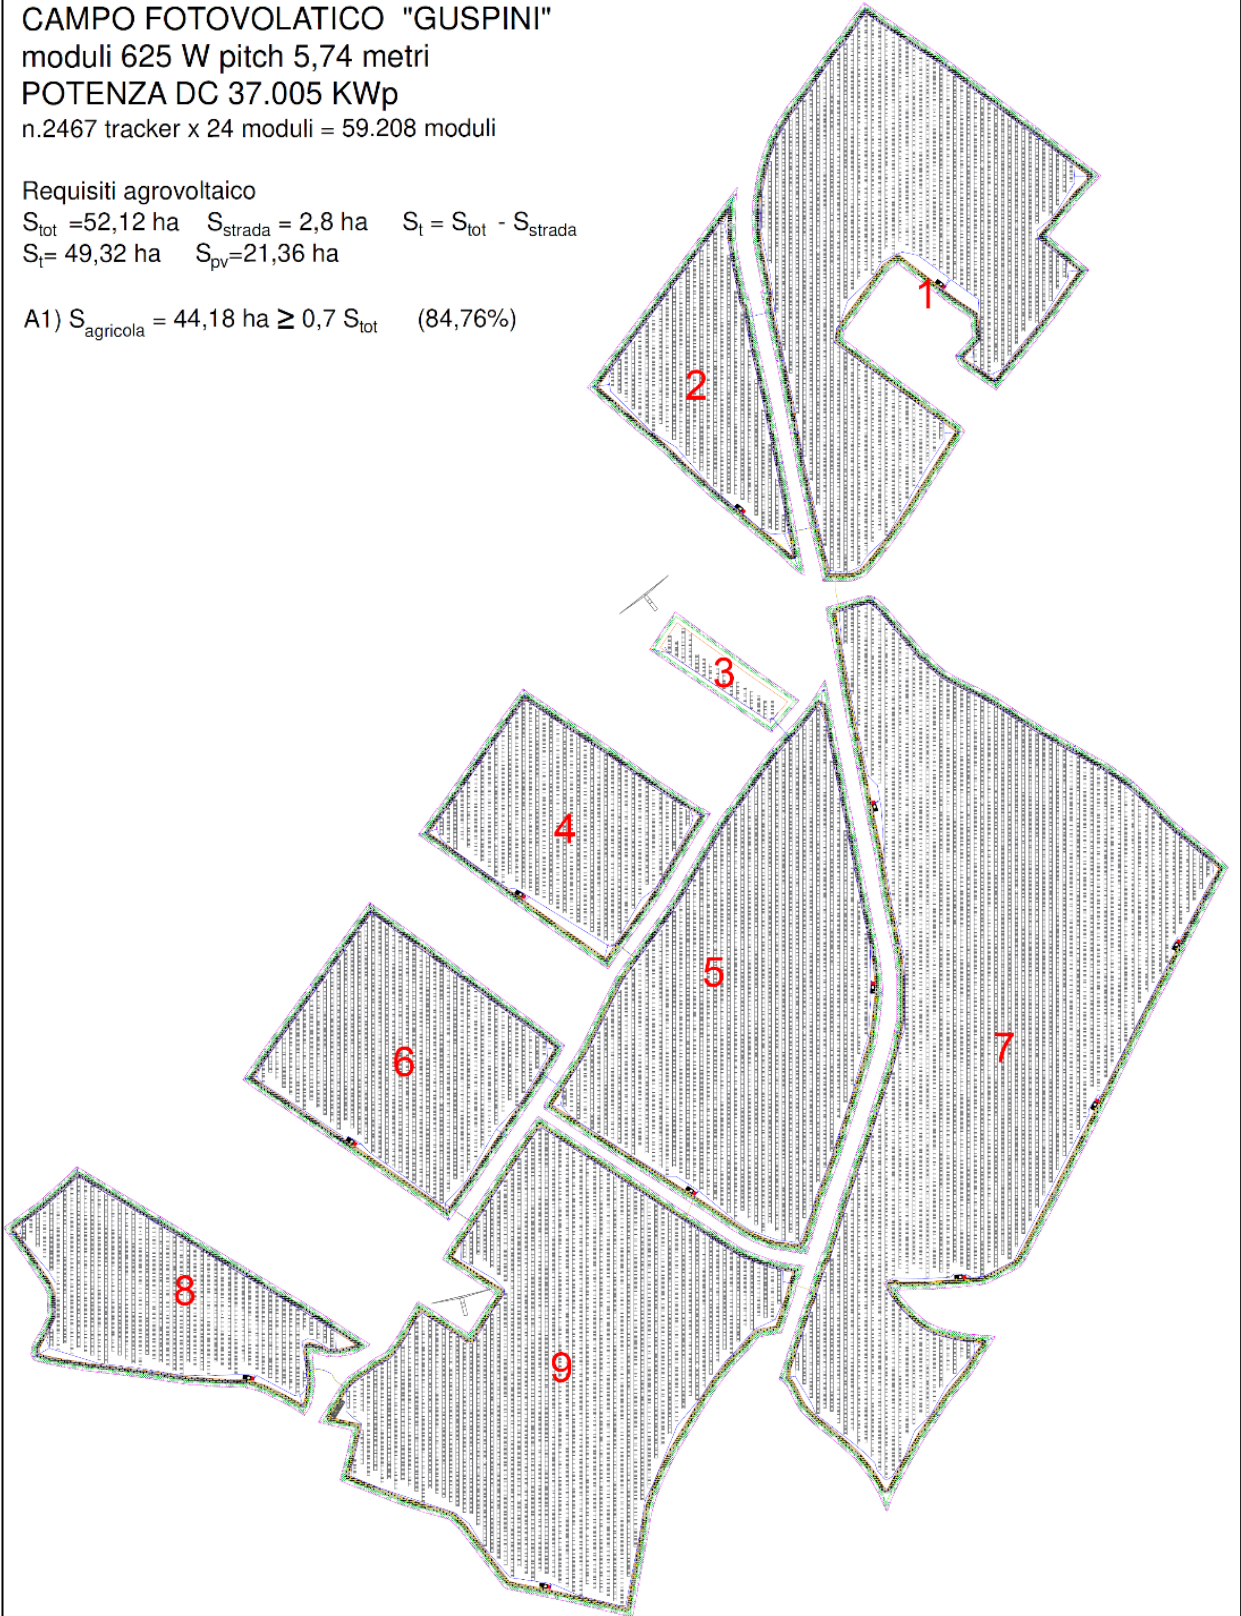 CAMPO FOTOVOLATICO "GUSPINI"
moduli 625 W pitch 5,74 metri
POTENZA DC 37.005 KWp
n.2467 tracker x 24 moduli = 59.208 moduli
Requisiti agrovoltaico
Stot =52,12 ha Sstrada = 2,8 ha St = Stot - Sstrada
St= 49,32 ha Spv=21,36 ha
A1) Sagricola = 44,18 ha ≥ 0,7 Stot (84,76%)
1
2
3
4
5
6
7
8
9